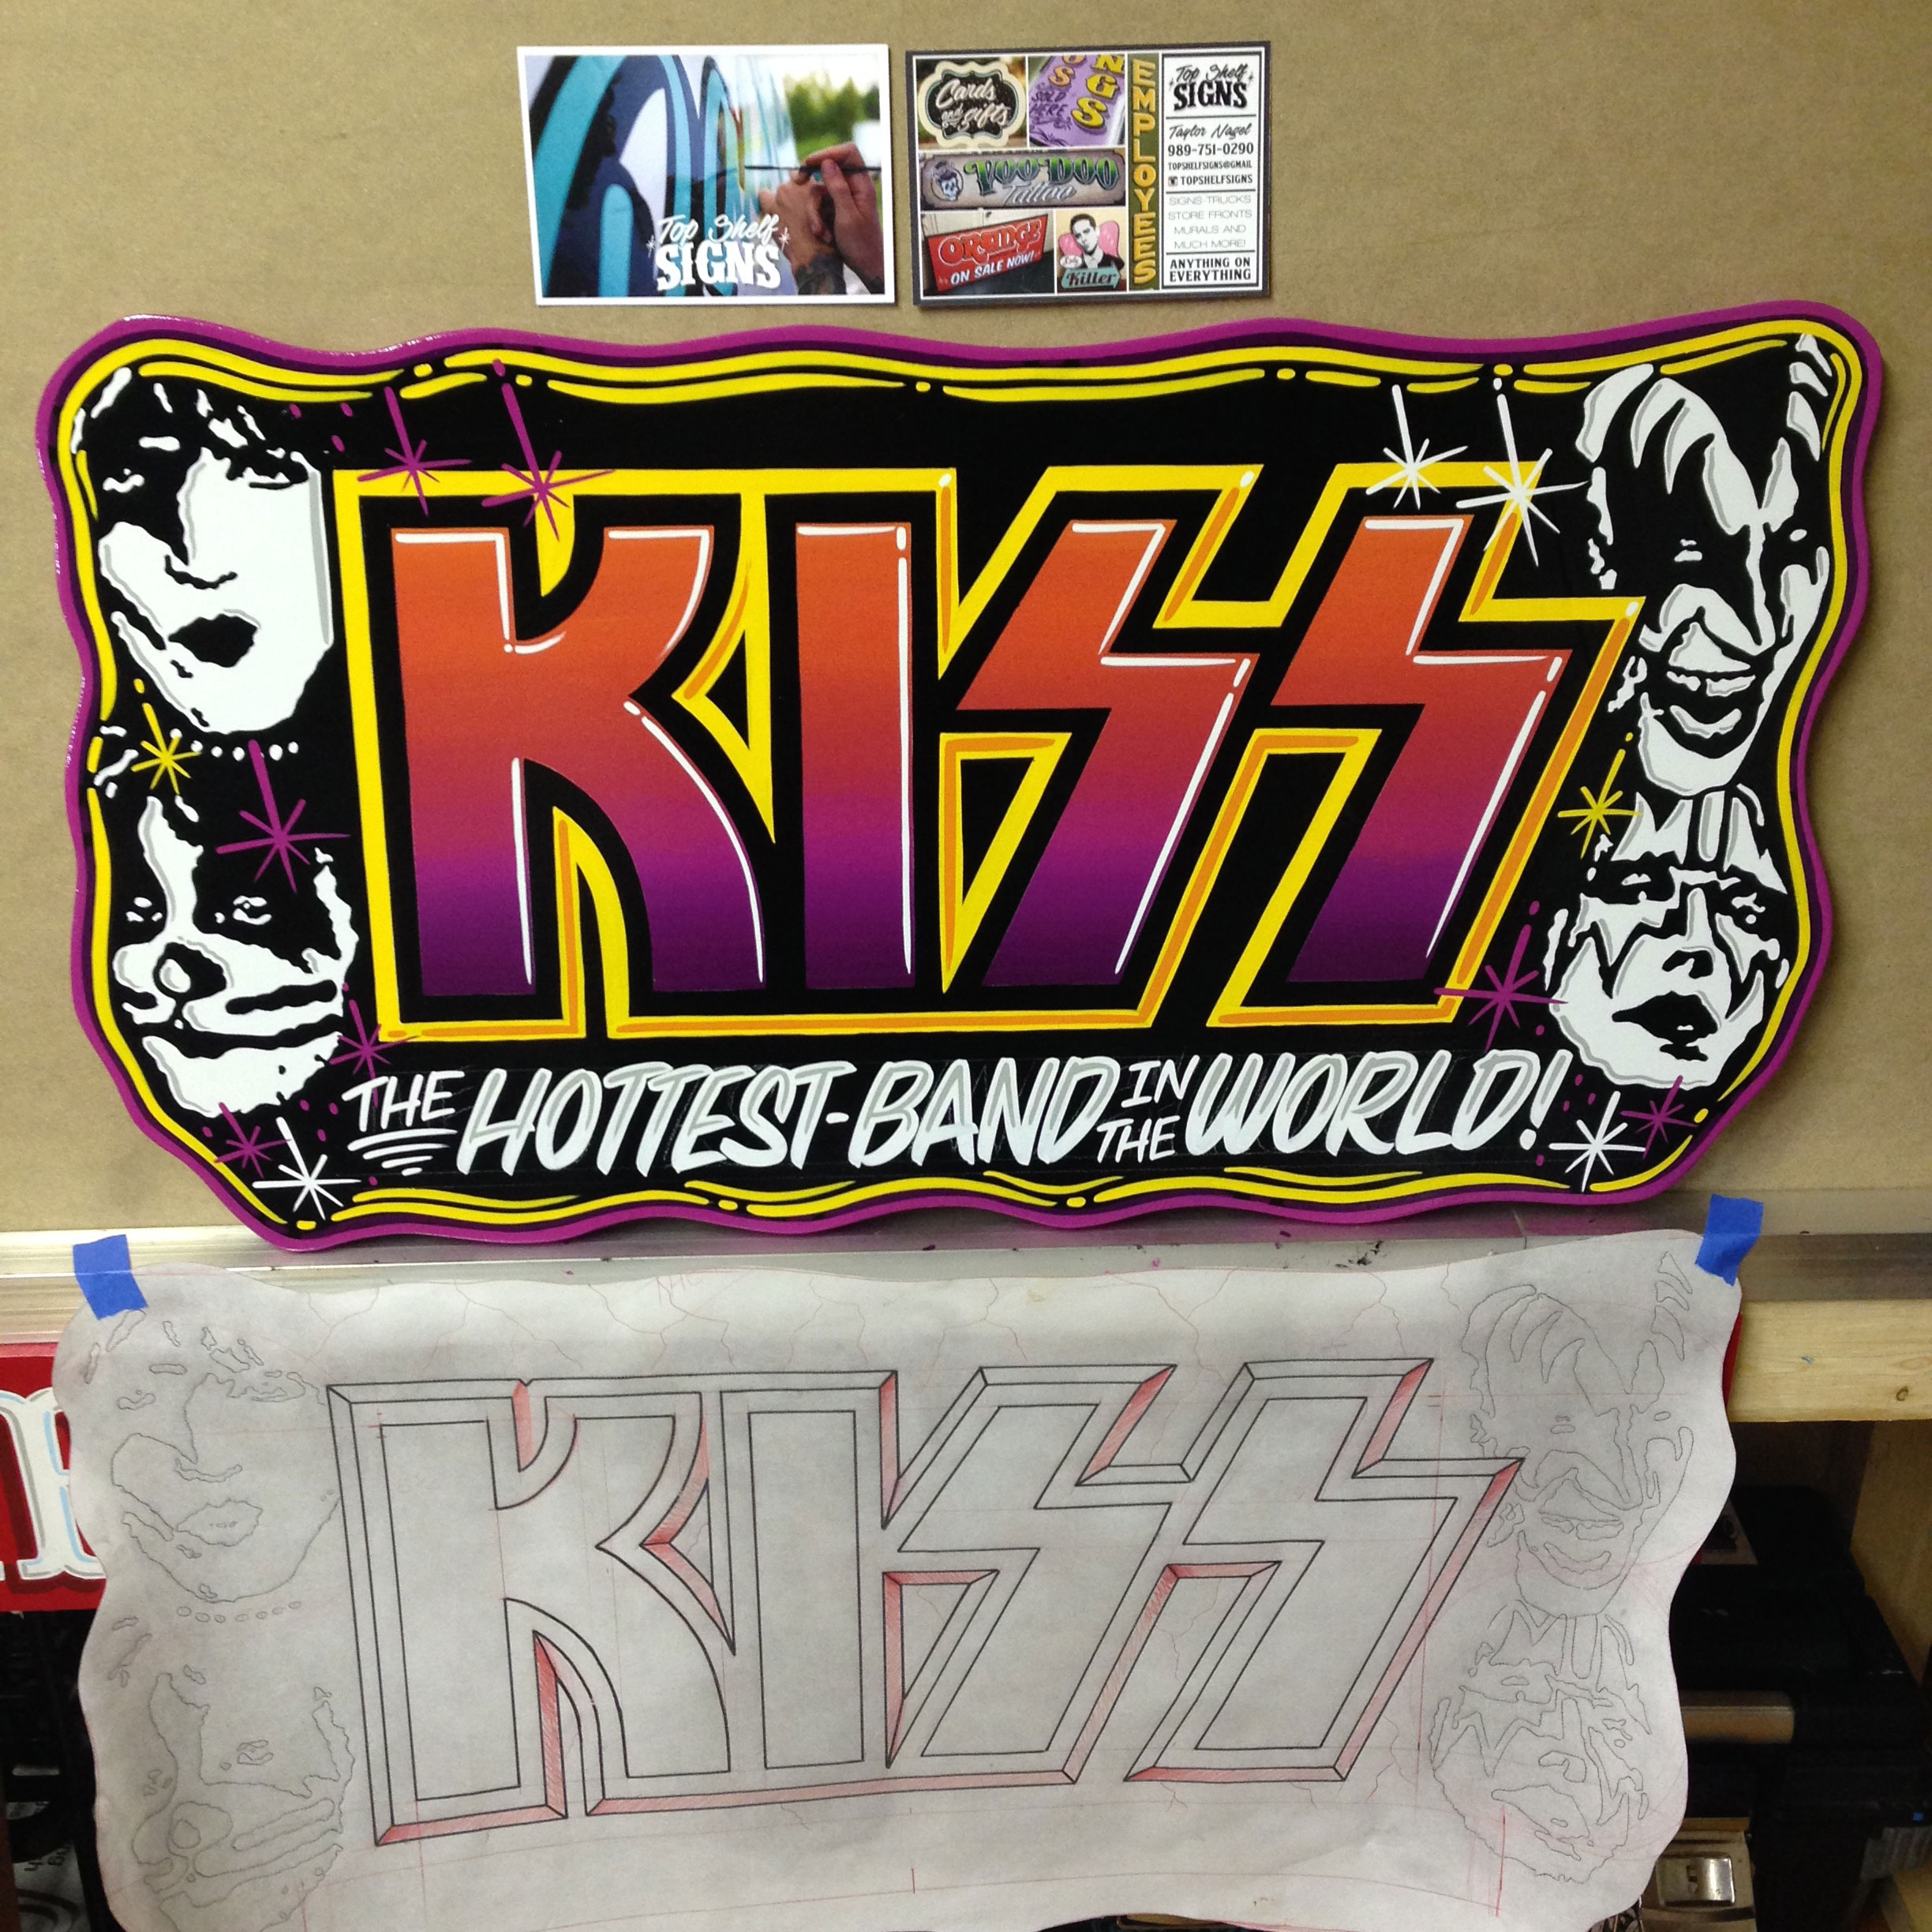 Top Shelf
SIGNS
Cards
and
gifts
NGS
SOLD
HERE
VOODOO
Tattoo
ORANGE
ON SALE NOW!
Killer
EMPLOYEES
Top Shelf
SIGNS
Taylor Nagel
989-751-0290
TOPSHELFSIGNS@GMAIL
TOPSHELFSIGNS
SIGNS-TRUCKS
STORE FRONTS
MURALS AND
MUCH MORE!
ANYTHING ON
EVERYTHING
KISS
THE HOTTEST-BAND IN THE WORLD!
KISS